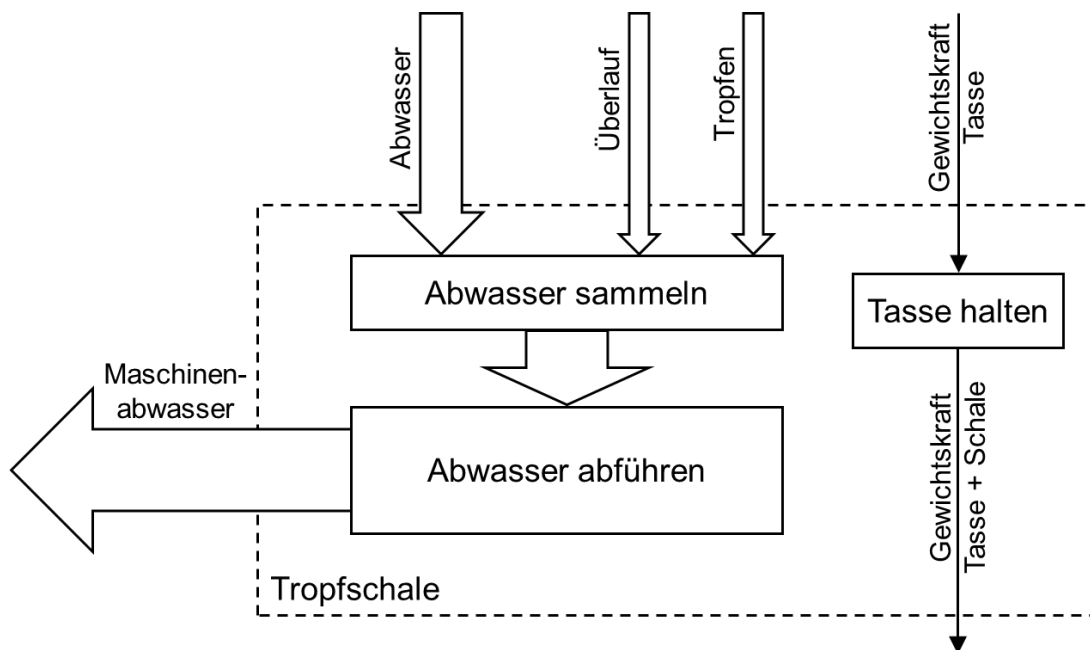 Abwasser
Überlauf
Tropfen
Gewichtskraft
Tasse
Abwasser sammeln
Tasse halten
Maschinen-
abwasser
Abwasser abführen
Gewichtskraft
Tasse + Schale
Tropfschale